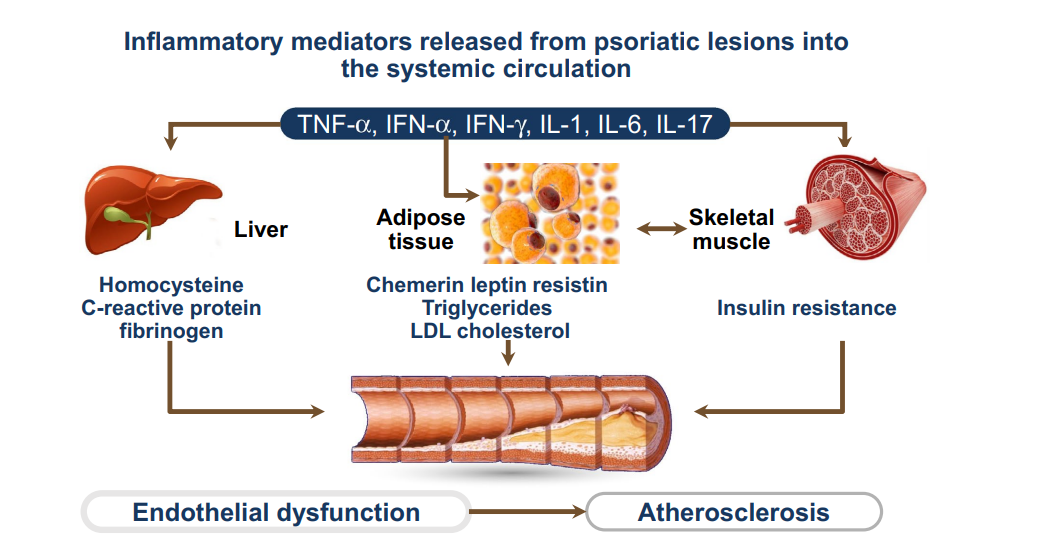 Inflammatory mediators released from psoriatic lesions into
the systemic circulation
TNF-α, IFN-α, IFN-γ, IL-1, IL-6, IL-17
Liver
Adipose
tissue
Skeletal
muscle
Homocysteine
C-reactive protein
fibrinogen
Chemerin leptin resistin
Triglycerides
LDL cholesterol
Insulin resistance
Endothelial dysfunction
Atherosclerosis